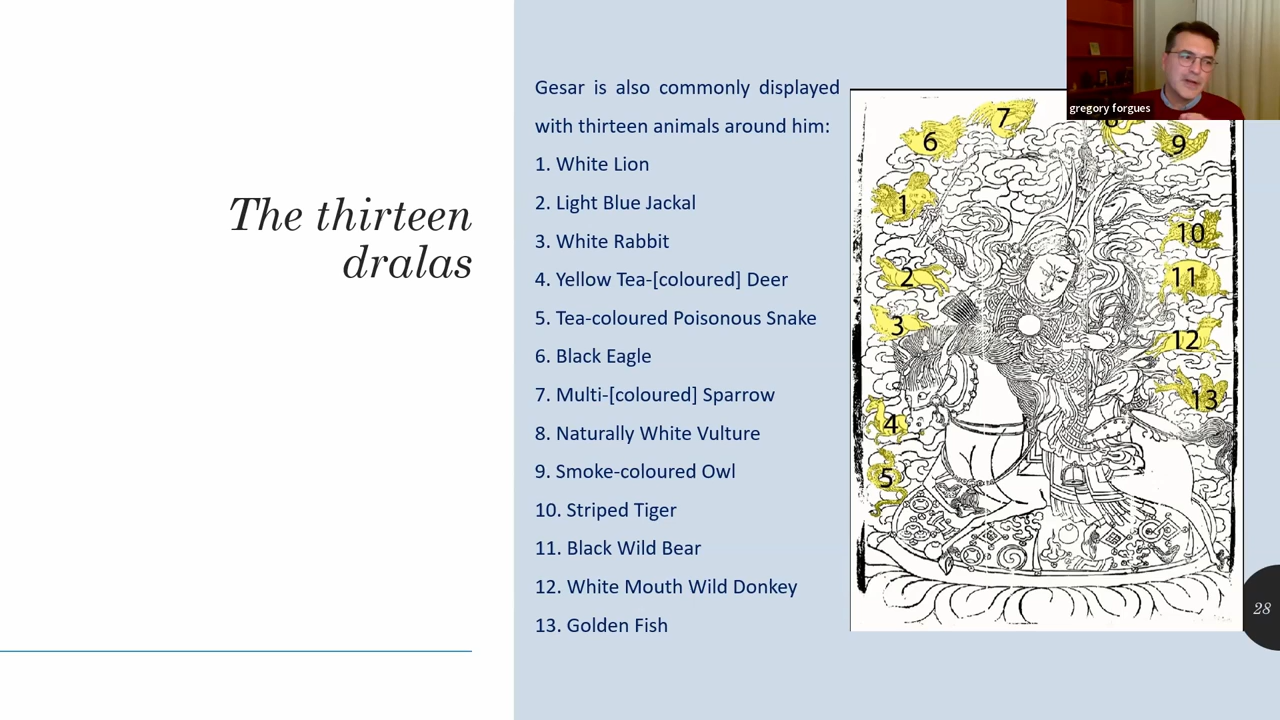 The thirteen
dralas
Gesar is also commonly displayed
with thirteen animals around him:
1. White Lion
2. Light Blue Jackal
3. White Rabbit
4. Yellow Tea-[coloured] Deer
5. Tea-coloured Poisonous Snake
6. Black Eagle
7. Multi-[coloured] Sparrow
8. Naturally White Vulture
9. Smoke-coloured Owl
10. Striped Tiger
11. Black Wild Bear
12. White Mouth Wild Donkey
13. Golden Fish
gregory forgues
7
8
6
9
1
10
2
11
3
12
13
4
5
28